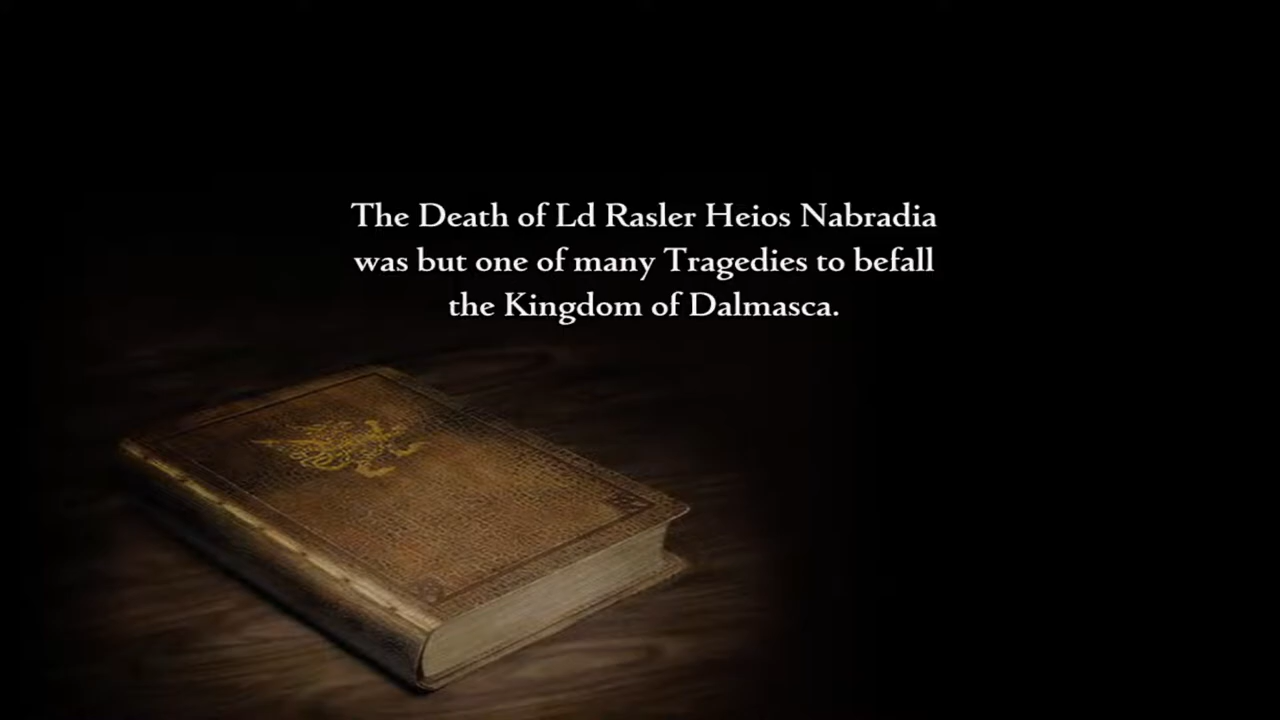 The Death of Ld Rasler Heios Nabradia
was but one of many Tragedies to befall
the Kingdom of Dalmasca.